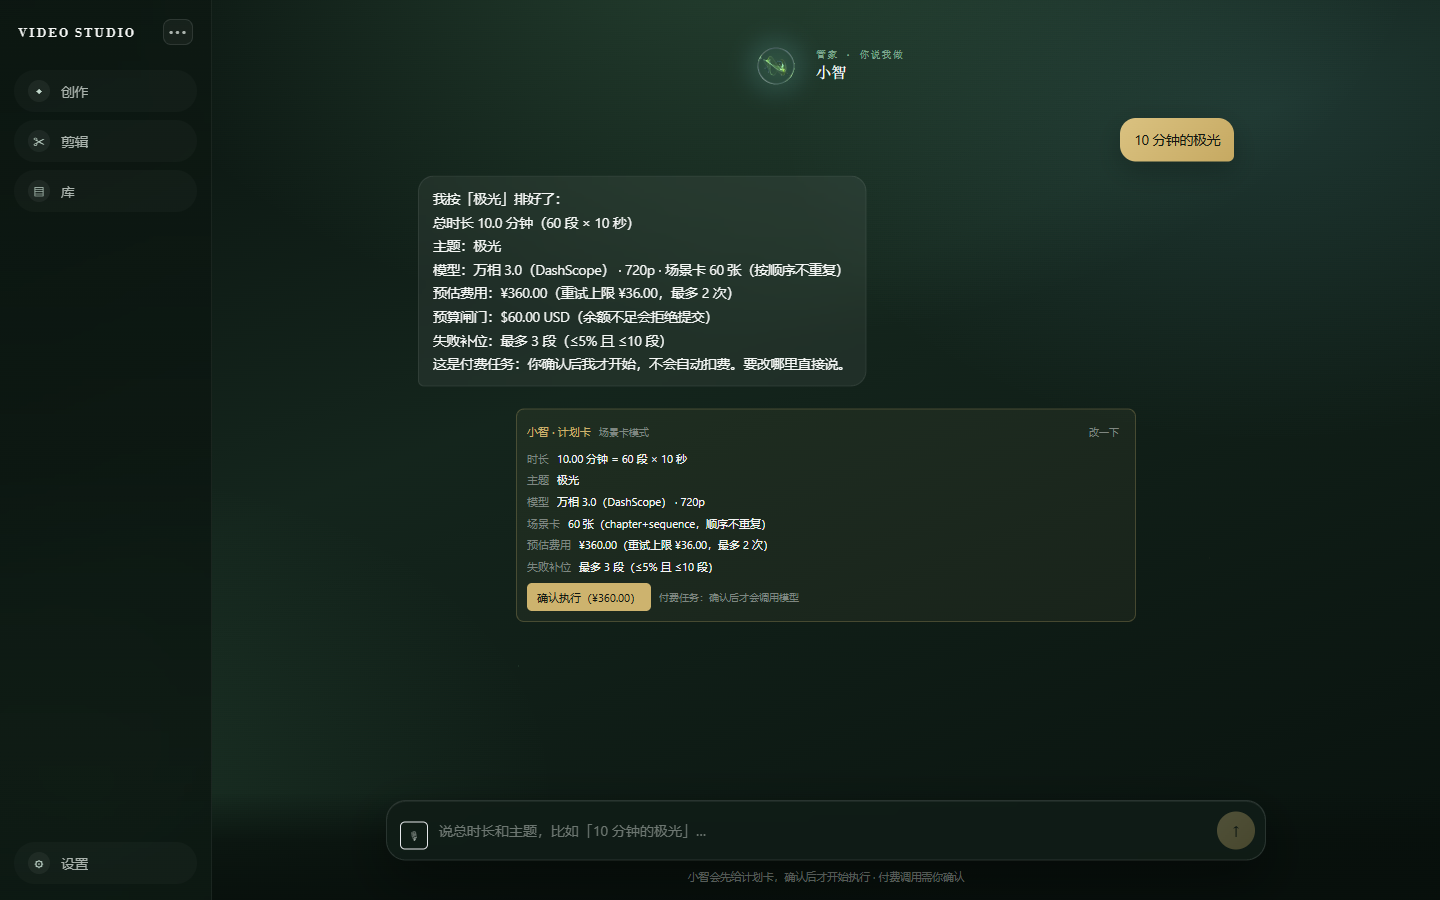 VIDEO STUDIO
创作
剪辑
库
设置
管家 · 你说我做
小智
10 分钟的极光
我按「极光」排好了：
总时长 10.0 分钟（60 段 × 10 秒）
主题：极光
模型：万相 3.0（DashScope） · 720p · 场景卡 60 张（按顺序不重复）
预估费用：¥360.00（重试上限 ¥36.00，最多 2 次）
预算闸门：$60.00 USD（余额不足会拒绝提交）
失败补位：最多 3 段（≤5% 且 ≤10 段）
这是付费任务：你确认后我才开始，不会自动扣费。要改哪里直接说。
小智 · 计划卡 场景卡模式 改一下
时长 10.00 分钟 = 60 段 × 10 秒
主题 极光
模型 万相 3.0（DashScope） · 720p
场景卡 60 张（chapter+sequence，顺序不重复）
预估费用 ¥360.00（重试上限 ¥36.00，最多 2 次）
失败补位 最多 3 段（≤5% 且 ≤10 段）
确认执行（¥360.00） 付费任务：确认后才会调用模型
说总时长和主题，比如「10 分钟的极光」...
小智会先给计划卡，确认后才开始执行 · 付费调用需你确认